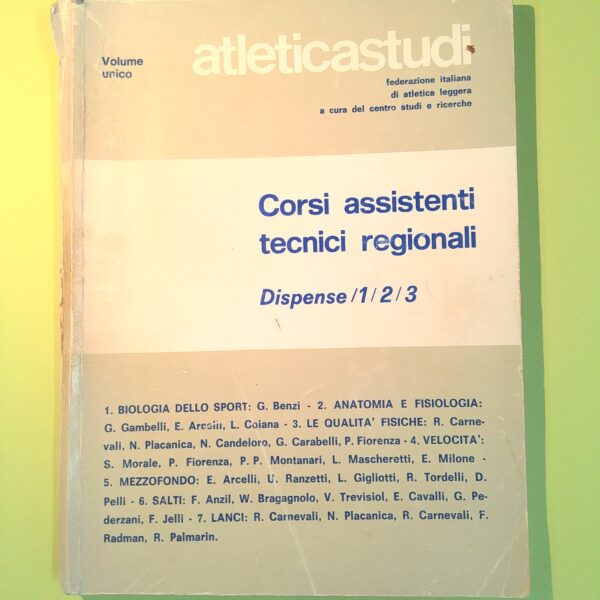 Volume
unico
atleticastudi
federazione italiana
di atletica leggera
a cura del centro studi e ricerche
Corsi assistenti
tecnici regionali
Dispense /1/2/3
1. BIOLOGIA DELLO SPORT: G. Benzi - 2. ANATOMIA E FISIOLOGIA:
G. Gambelli, E. Aresin, L. Coiana - 3. LE QUALITA' FISICHE: R. Carne-
vali, N. Placanica, N. Candeloro, G. Carabelli, P. Fiorenza - 4. VELOCITA':
S. Morale, P. Fiorenza, P. P. Montanari, L. Mascheretti, E. Milone -
5. MEZZOFONDO: E. Arcelli, U. Ranzetti, L. Gigliotti, R. Tordelli, D.
Pelli - 6. SALTI: F. Anzil, W. Bragagnolo, V. Trevisiol, E. Cavalli, G. Pe-
derzani, F. Jelli - 7. LANCI: R. Carnevali, N. Placanica, R. Carnevali, F.
Radman, R. Palmarin.